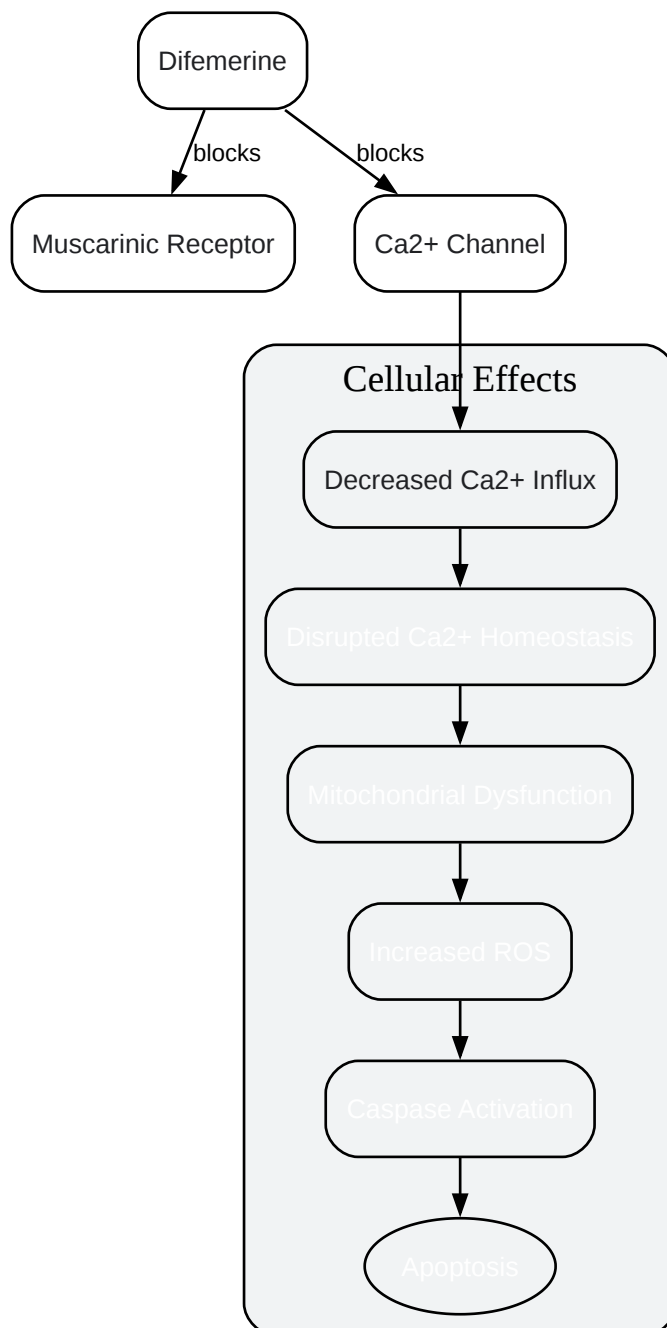 Difemerine
blocks
blocks
Muscarinic Receptor
Ca2+ Channel
Cellular Effects
Decreased Ca2+ Influx
Disrupted Ca2+ Homeostasis
Mitochondrial Dysfunction
Increased ROS
Caspase Activation
Apoptosis